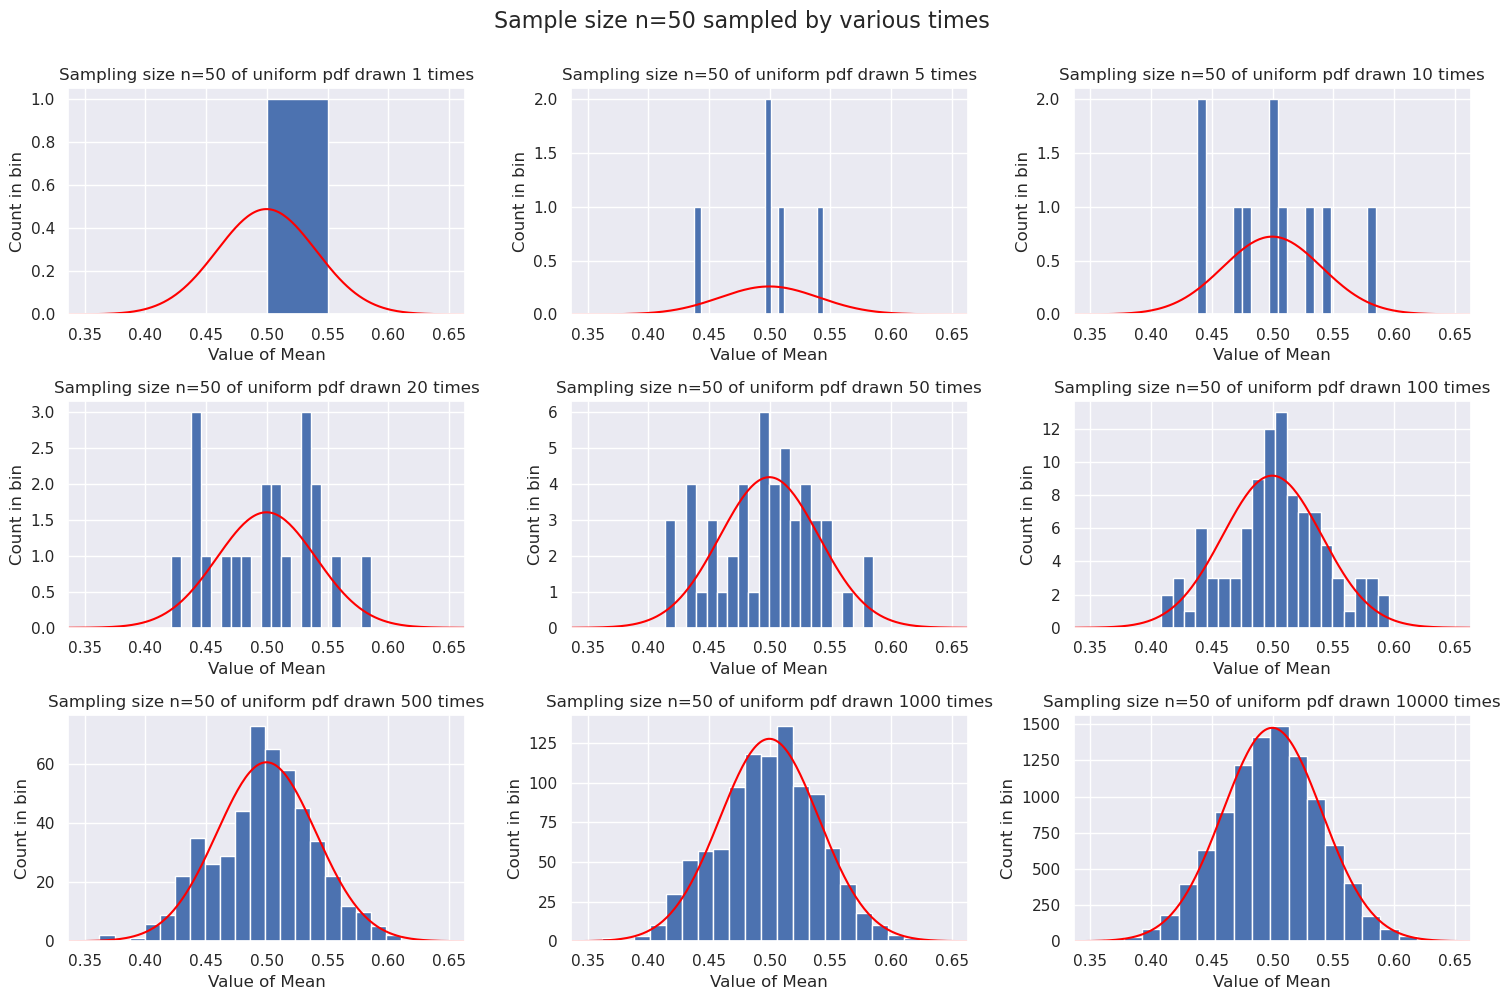 Sample size n=50 sampled by various times
Sampling size n=50 of uniform pdf drawn 1 times
Count in bin
1.0
0.8
0.6
0.4
0.2
0.0
0.35 0.40 0.45 0.50 0.55 0.60 0.65
Value of Mean
Sampling size n=50 of uniform pdf drawn 5 times
Count in bin
2.0
1.5
1.0
0.5
0.0
0.35 0.40 0.45 0.50 0.55 0.60 0.65
Value of Mean
Sampling size n=50 of uniform pdf drawn 10 times
Count in bin
2.0
1.5
1.0
0.5
0.0
0.35 0.40 0.45 0.50 0.55 0.60 0.65
Value of Mean
Sampling size n=50 of uniform pdf drawn 20 times
Count in bin
3.0
2.5
2.0
1.5
1.0
0.5
0.0
0.35 0.40 0.45 0.50 0.55 0.60 0.65
Value of Mean
Sampling size n=50 of uniform pdf drawn 50 times
Count in bin
6
5
4
3
2
1
0
0.35 0.40 0.45 0.50 0.55 0.60 0.65
Value of Mean
Sampling size n=50 of uniform pdf drawn 100 times
Count in bin
12
10
8
6
4
2
0
0.35 0.40 0.45 0.50 0.55 0.60 0.65
Value of Mean
Sampling size n=50 of uniform pdf drawn 500 times
Count in bin
60
40
20
0
0.35 0.40 0.45 0.50 0.55 0.60 0.65
Value of Mean
Sampling size n=50 of uniform pdf drawn 1000 times
Count in bin
125
100
75
50
25
0
0.35 0.40 0.45 0.50 0.55 0.60 0.65
Value of Mean
Sampling size n=50 of uniform pdf drawn 10000 times
Count in bin
1500
1250
1000
750
500
250
0
0.35 0.40 0.45 0.50 0.55 0.60 0.65
Value of Mean